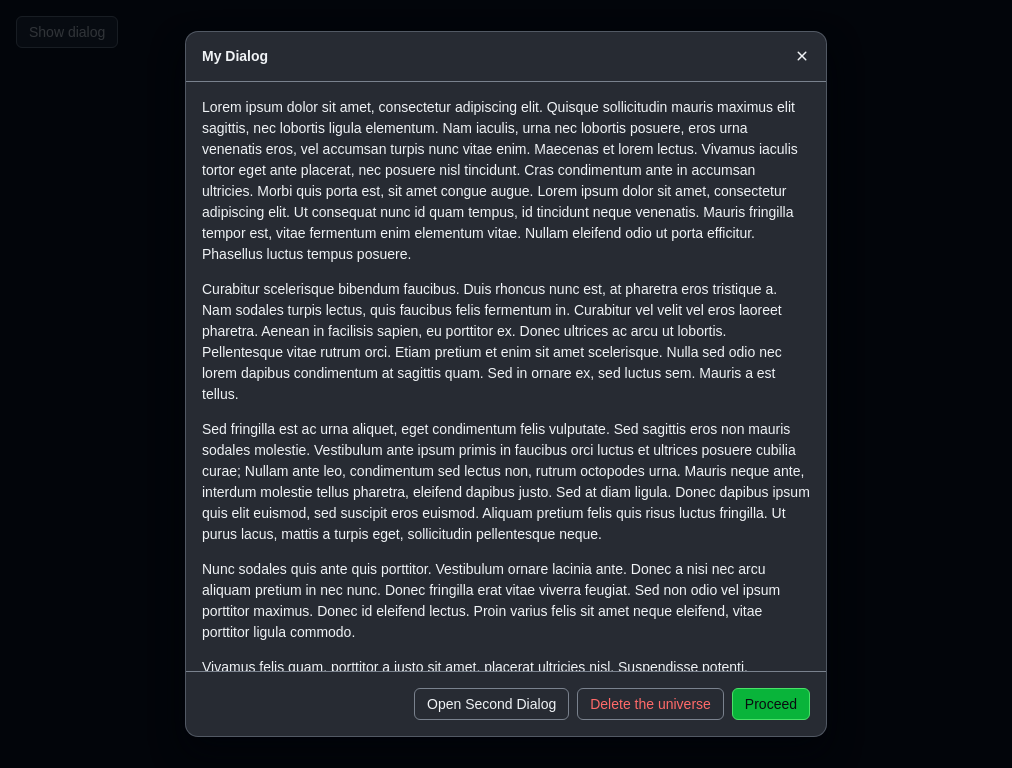 Show dialog
My Dialog
✕
Lorem ipsum dolor sit amet, consectetur adipiscing elit. Quisque sollicitudin mauris maximus elit
sagittis, nec lobortis ligula elementum. Nam iaculis, urna nec lobortis posuere, eros urna
venenatis eros, vel accumsan turpis nunc vitae enim. Maecenas et lorem lectus. Vivamus iaculis
tortor eget ante placerat, nec posuere nisl tincidunt. Cras condimentum ante in accumsan
ultricies. Morbi quis porta est, sit amet congue augue. Lorem ipsum dolor sit amet, consectetur
adipiscing elit. Ut consequat nunc id quam tempus, id tincidunt neque venenatis. Mauris fringilla
tempor est, vitae fermentum enim elementum vitae. Nullam eleifend odio ut porta efficitur.
Phasellus luctus tempus posuere.
Curabitur scelerisque bibendum faucibus. Duis rhoncus nunc est, at pharetra eros tristique a.
Nam sodales turpis lectus, quis faucibus felis fermentum in. Curabitur vel velit vel eros laoreet
pharetra. Aenean in facilisis sapien, eu porttitor ex. Donec ultrices ac arcu ut lobortis.
Pellentesque vitae rutrum orci. Etiam pretium et enim sit amet scelerisque. Nulla sed odio nec
lorem dapibus condimentum at sagittis quam. Sed in ornare ex, sed luctus sem. Mauris a est
tellus.
Sed fringilla est ac urna aliquet, eget condimentum felis vulputate. Sed sagittis eros non mauris
sodales molestie. Vestibulum ante ipsum primis in faucibus orci luctus et ultrices posuere cubilia
curae; Nullam ante leo, condimentum sed lectus non, rutrum octopodes urna. Mauris neque ante,
interdum molestie tellus pharetra, eleifend dapibus justo. Sed at diam ligula. Donec dapibus ipsum
quis elit euismod, sed suscipit eros euismod. Aliquam pretium felis quis risus luctus fringilla. Ut
purus lacus, mattis a turpis eget, sollicitudin pellentesque neque.
Nunc sodales quis ante quis porttitor. Vestibulum ornare lacinia ante. Donec a nisi nec arcu
aliquam pretium in nec nunc. Donec fringilla erat vitae viverra feugiat. Sed non odio vel ipsum
porttitor maximus. Donec id eleifend lectus. Proin varius felis sit amet neque eleifend, vitae
porttitor ligula commodo.
Vivamus felis quam, porttitor a justo sit amet, placerat ultricies nisl. Suspendisse potenti.
Open Second Dialog
Delete the universe
Proceed